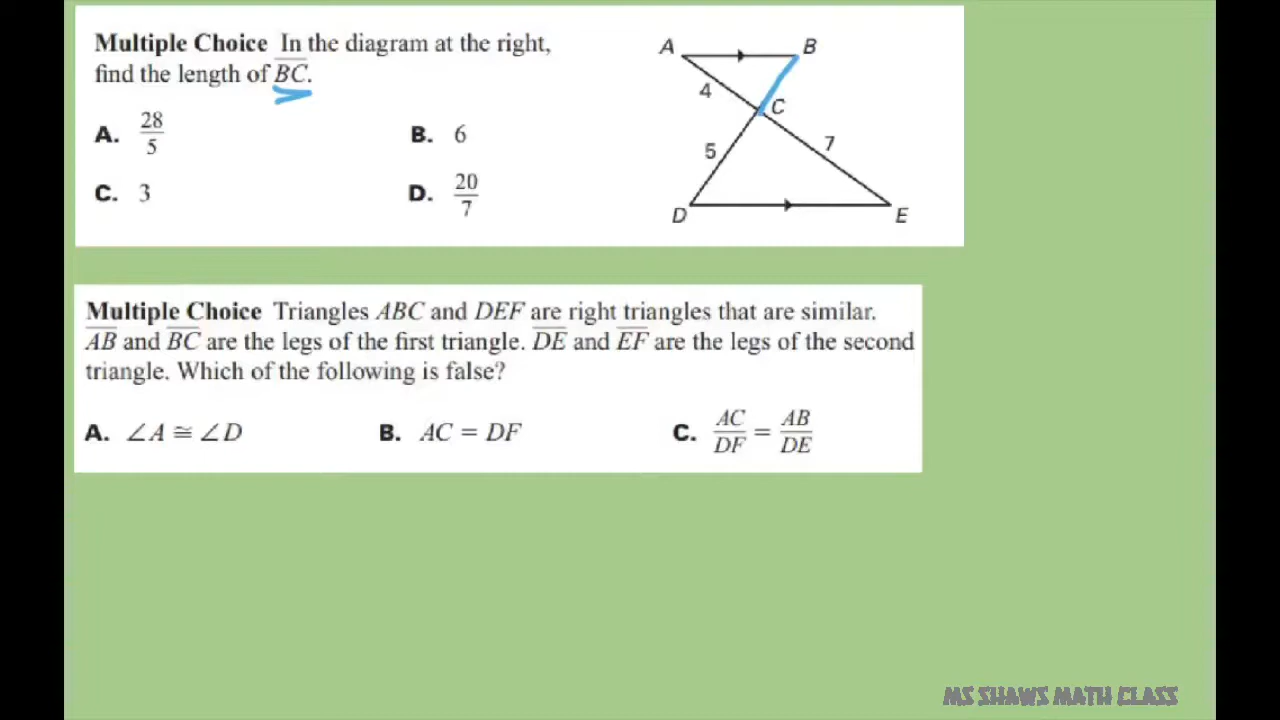 Multiple Choice In the diagram at the right,
find the length of BC.
A. 28/5
B. 6
C. 3
D. 20/7
A
B
4
C
5
7
D
E
Multiple Choice Triangles ABC and DEF are right triangles that are similar.
AB and BC are the legs of the first triangle. DE and EF are the legs of the second
triangle. Which of the following is false?
A. ∠A ≅ ∠D
B. AC = DF
C. AC/DF = AB/DE
MS SHAWS MATH CLASS